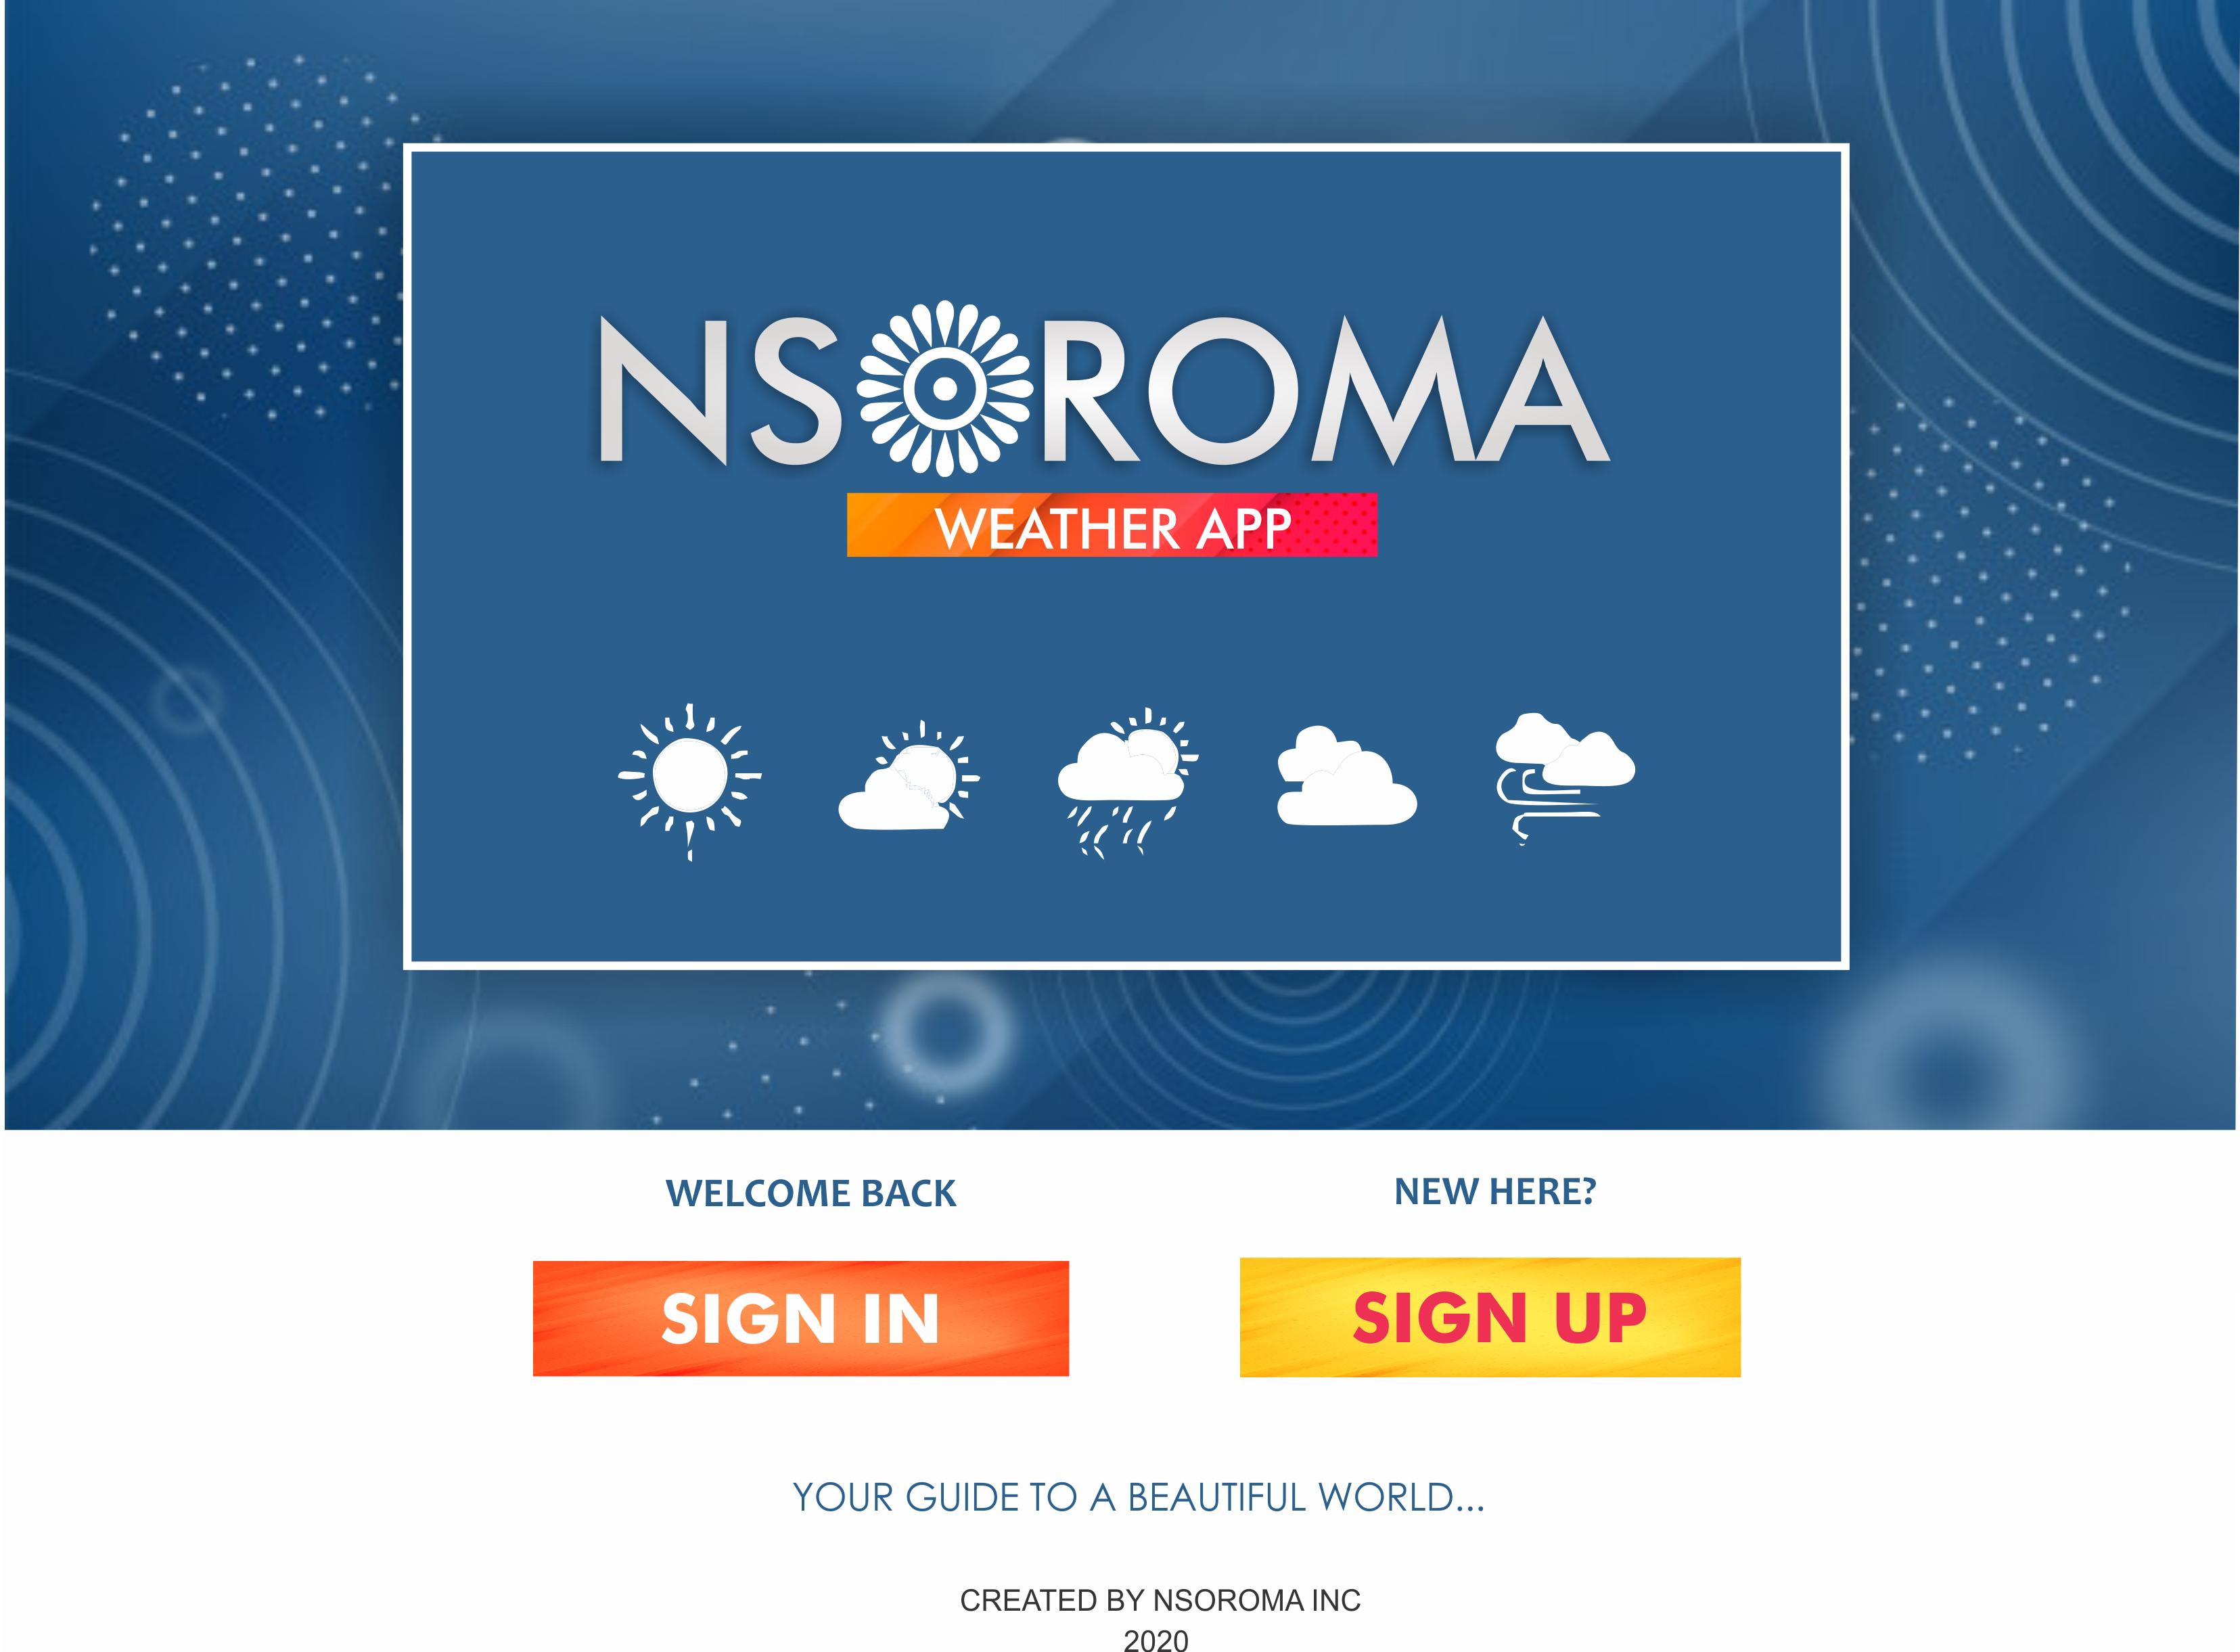 NSOROMA
WEATHER APP
WELCOME BACK
NEW HERE?
SIGN IN
SIGN UP
YOUR GUIDE TO A BEAUTIFUL WORLD...
CREATED BY NSOROMA INC
2020